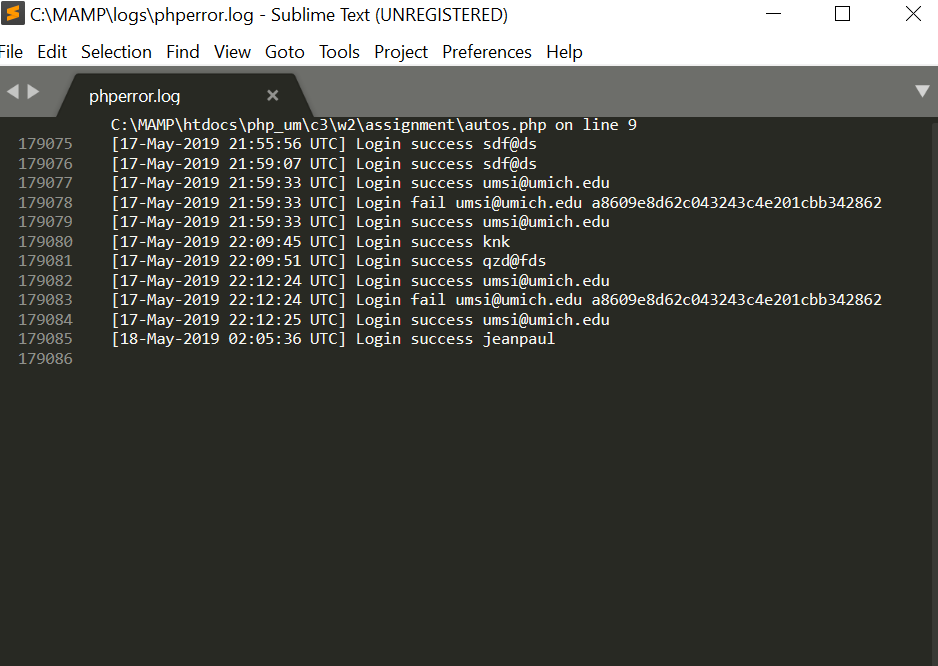 C:\MAMP\logs\phperror.log - Sublime Text (UNREGISTERED)
File Edit Selection Find View Goto Tools Project Preferences Help
phperror.log
C:\MAMP\htdocs\php_um\c3\w2\assignment\autos.php on line 9
179075 [17-May-2019 21:55:56 UTC] Login success sdf@ds
179076 [17-May-2019 21:59:07 UTC] Login success sdf@ds
179077 [17-May-2019 21:59:33 UTC] Login success umsi@umich.edu
179078 [17-May-2019 21:59:33 UTC] Login fail umsi@umich.edu a8609e8d62c043243c4e201cbb342862
179079 [17-May-2019 21:59:33 UTC] Login success umsi@umich.edu
179080 [17-May-2019 22:09:45 UTC] Login success knk
179081 [17-May-2019 22:09:51 UTC] Login success qzd@fds
179082 [17-May-2019 22:12:24 UTC] Login success umsi@umich.edu
179083 [17-May-2019 22:12:24 UTC] Login fail umsi@umich.edu a8609e8d62c043243c4e201cbb342862
179084 [17-May-2019 22:12:25 UTC] Login success umsi@umich.edu
179085 [18-May-2019 02:05:36 UTC] Login success jeanpaul
179086